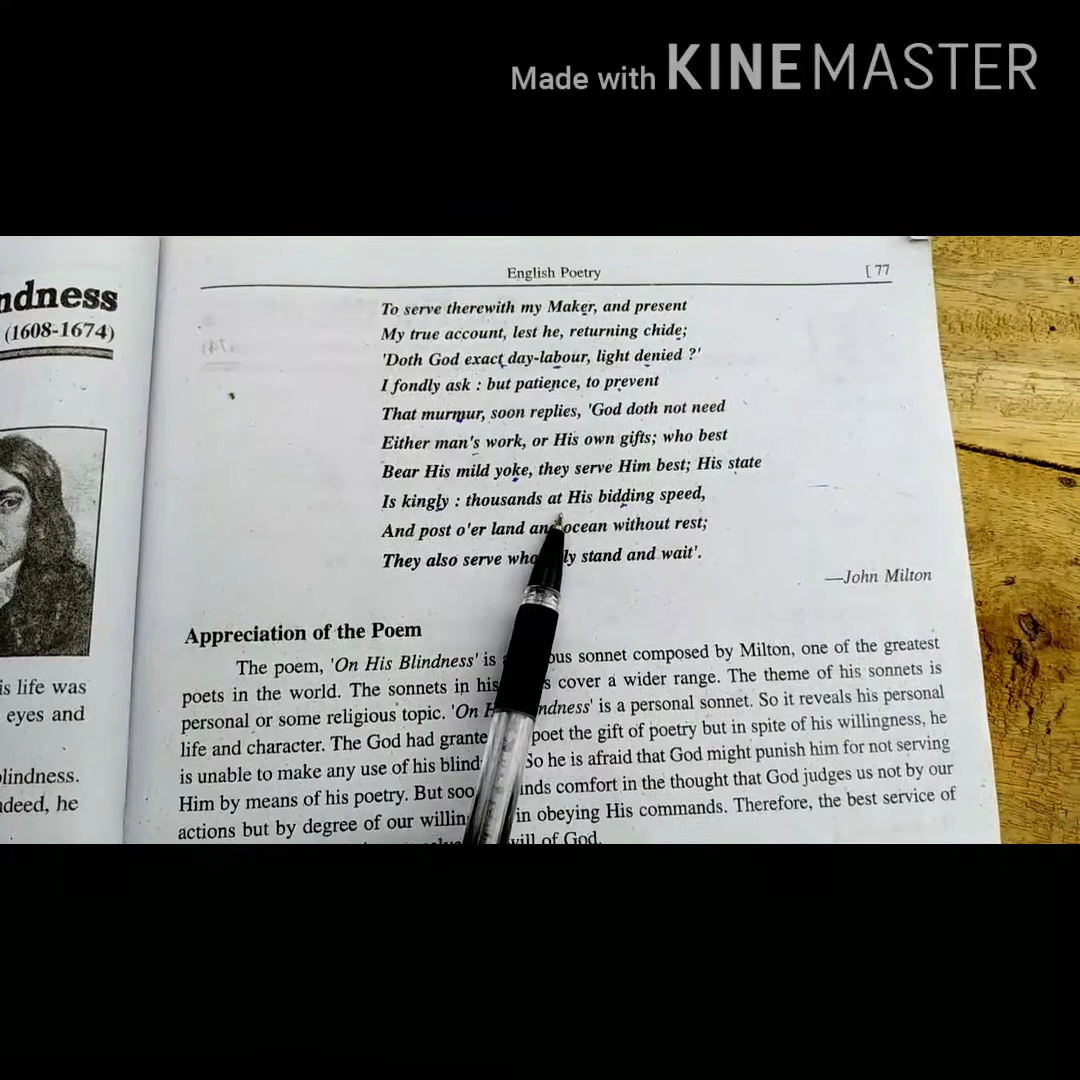 Made with KINEMASTER
ndness
(1608-1674)
is life was
eyes and
lindness.
deed, he
English Poetry [ 77
To serve therewith my Maker, and present
My true account, lest he, returning chide;
'Doth God exact day-labour, light denied ?'
I fondly ask : but patience, to prevent
That murmur, soon replies, 'God doth not need
Either man's work, or His own gifts; who best
Bear His mild yoke, they serve Him best; His state
Is kingly : thousands at His bidding speed,
And post o'er land and ocean without rest;
They also serve who ly stand and wait'.
—John Milton
Appreciation of the Poem
The poem, 'On His Blindness' is ous sonnet composed by Milton, one of the greatest
poets in the world. The sonnets in his s cover a wider range. The theme of his sonnets is
personal or some religious topic. 'On H ndness' is a personal sonnet. So it reveals his personal
life and character. The God had grante poet the gift of poetry but in spite of his willingness, he
is unable to make any use of his blind So he is afraid that God might punish him for not serving
Him by means of his poetry. But soo inds comfort in the thought that God judges us not by our
actions but by degree of our willin in obeying His commands. Therefore, the best service of
will of God.